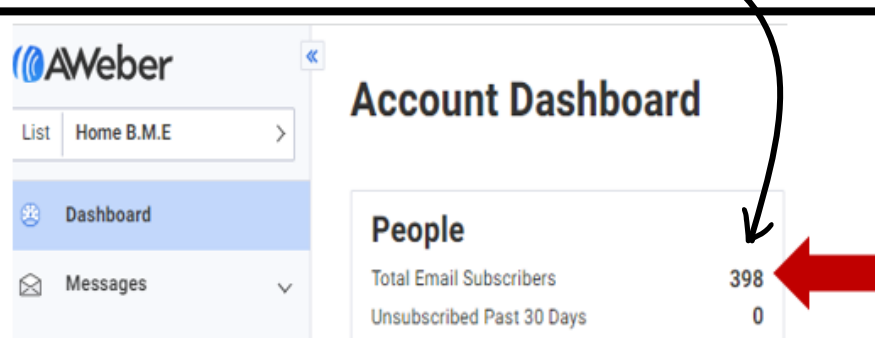 AWeber
«
Account Dashboard
List Home B.M.E >
Dashboard
People
Messages
Total Email Subscribers 398
Unsubscribed Past 30 Days 0